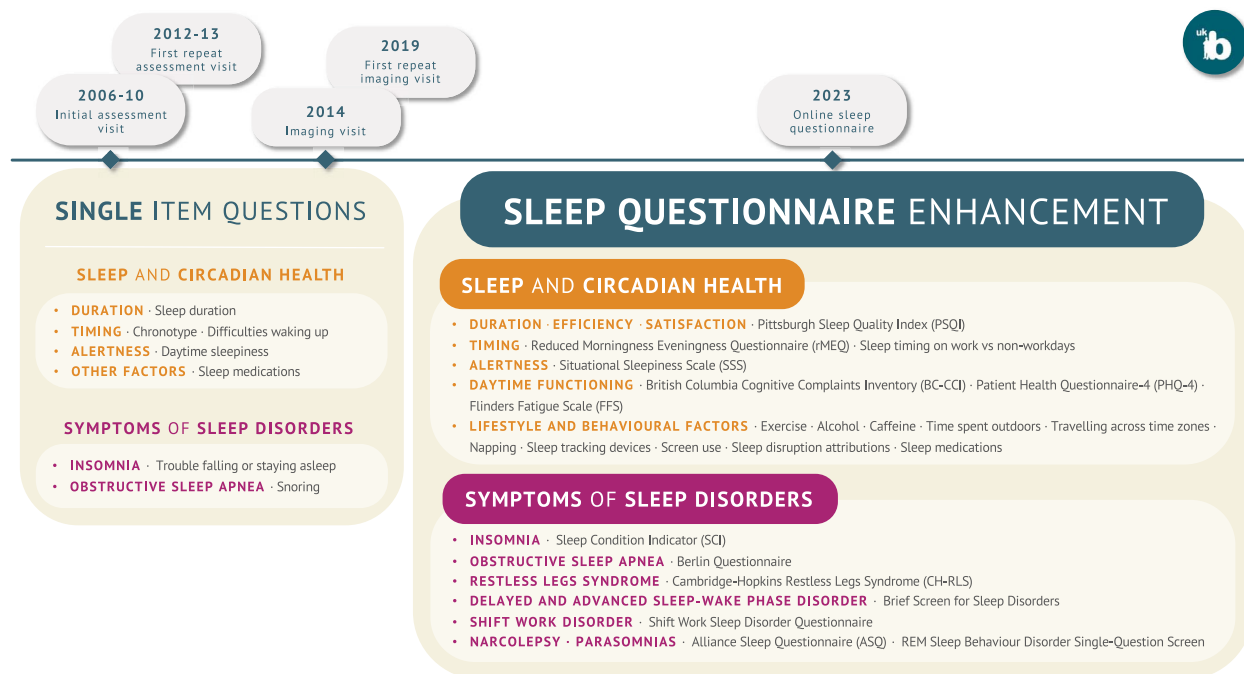 2012-13
First repeat
assessment visit
2019
First repeat
imaging visit
2006-10
Initial assessment
visit
2014
Imaging visit
2023
Online sleep
questionnaire
uk b
SINGLE ITEM QUESTIONS
SLEEP AND CIRCADIAN HEALTH
• DURATION · Sleep duration
• TIMING · Chronotype · Difficulties waking up
• ALERTNESS · Daytime sleepiness
• OTHER FACTORS · Sleep medications
SYMPTOMS OF SLEEP DISORDERS
• INSOMNIA · Trouble falling or staying asleep
• OBSTRUCTIVE SLEEP APNEA · Snoring
SLEEP QUESTIONNAIRE ENHANCEMENT
SLEEP AND CIRCADIAN HEALTH
• DURATION · EFFICIENCY · SATISFACTION · Pittsburgh Sleep Quality Index (PSQI)
• TIMING · Reduced Morningness Eveningness Questionnaire (rMEQ) · Sleep timing on work vs non-workdays
• ALERTNESS · Situational Sleepiness Scale (SSS)
• DAYTIME FUNCTIONING · British Columbia Cognitive Complaints Inventory (BC-CCI) · Patient Health Questionnaire-4 (PHQ-4) ·
Flinders Fatigue Scale (FFS)
• LIFESTYLE AND BEHAVIOURAL FACTORS · Exercise · Alcohol · Caffeine · Time spent outdoors · Travelling across time zones ·
Napping · Sleep tracking devices · Screen use · Sleep disruption attributions · Sleep medications
SYMPTOMS OF SLEEP DISORDERS
• INSOMNIA · Sleep Condition Indicator (SCI)
• OBSTRUCTIVE SLEEP APNEA · Berlin Questionnaire
• RESTLESS LEGS SYNDROME · Cambridge-Hopkins Restless Legs Syndrome (CH-RLS)
• DELAYED AND ADVANCED SLEEP-WAKE PHASE DISORDER · Brief Screen for Sleep Disorders
• SHIFT WORK DISORDER · Shift Work Sleep Disorder Questionnaire
• NARCOLEPSY · PARASOMNIAS · Alliance Sleep Questionnaire (ASQ) · REM Sleep Behaviour Disorder Single-Question Screen